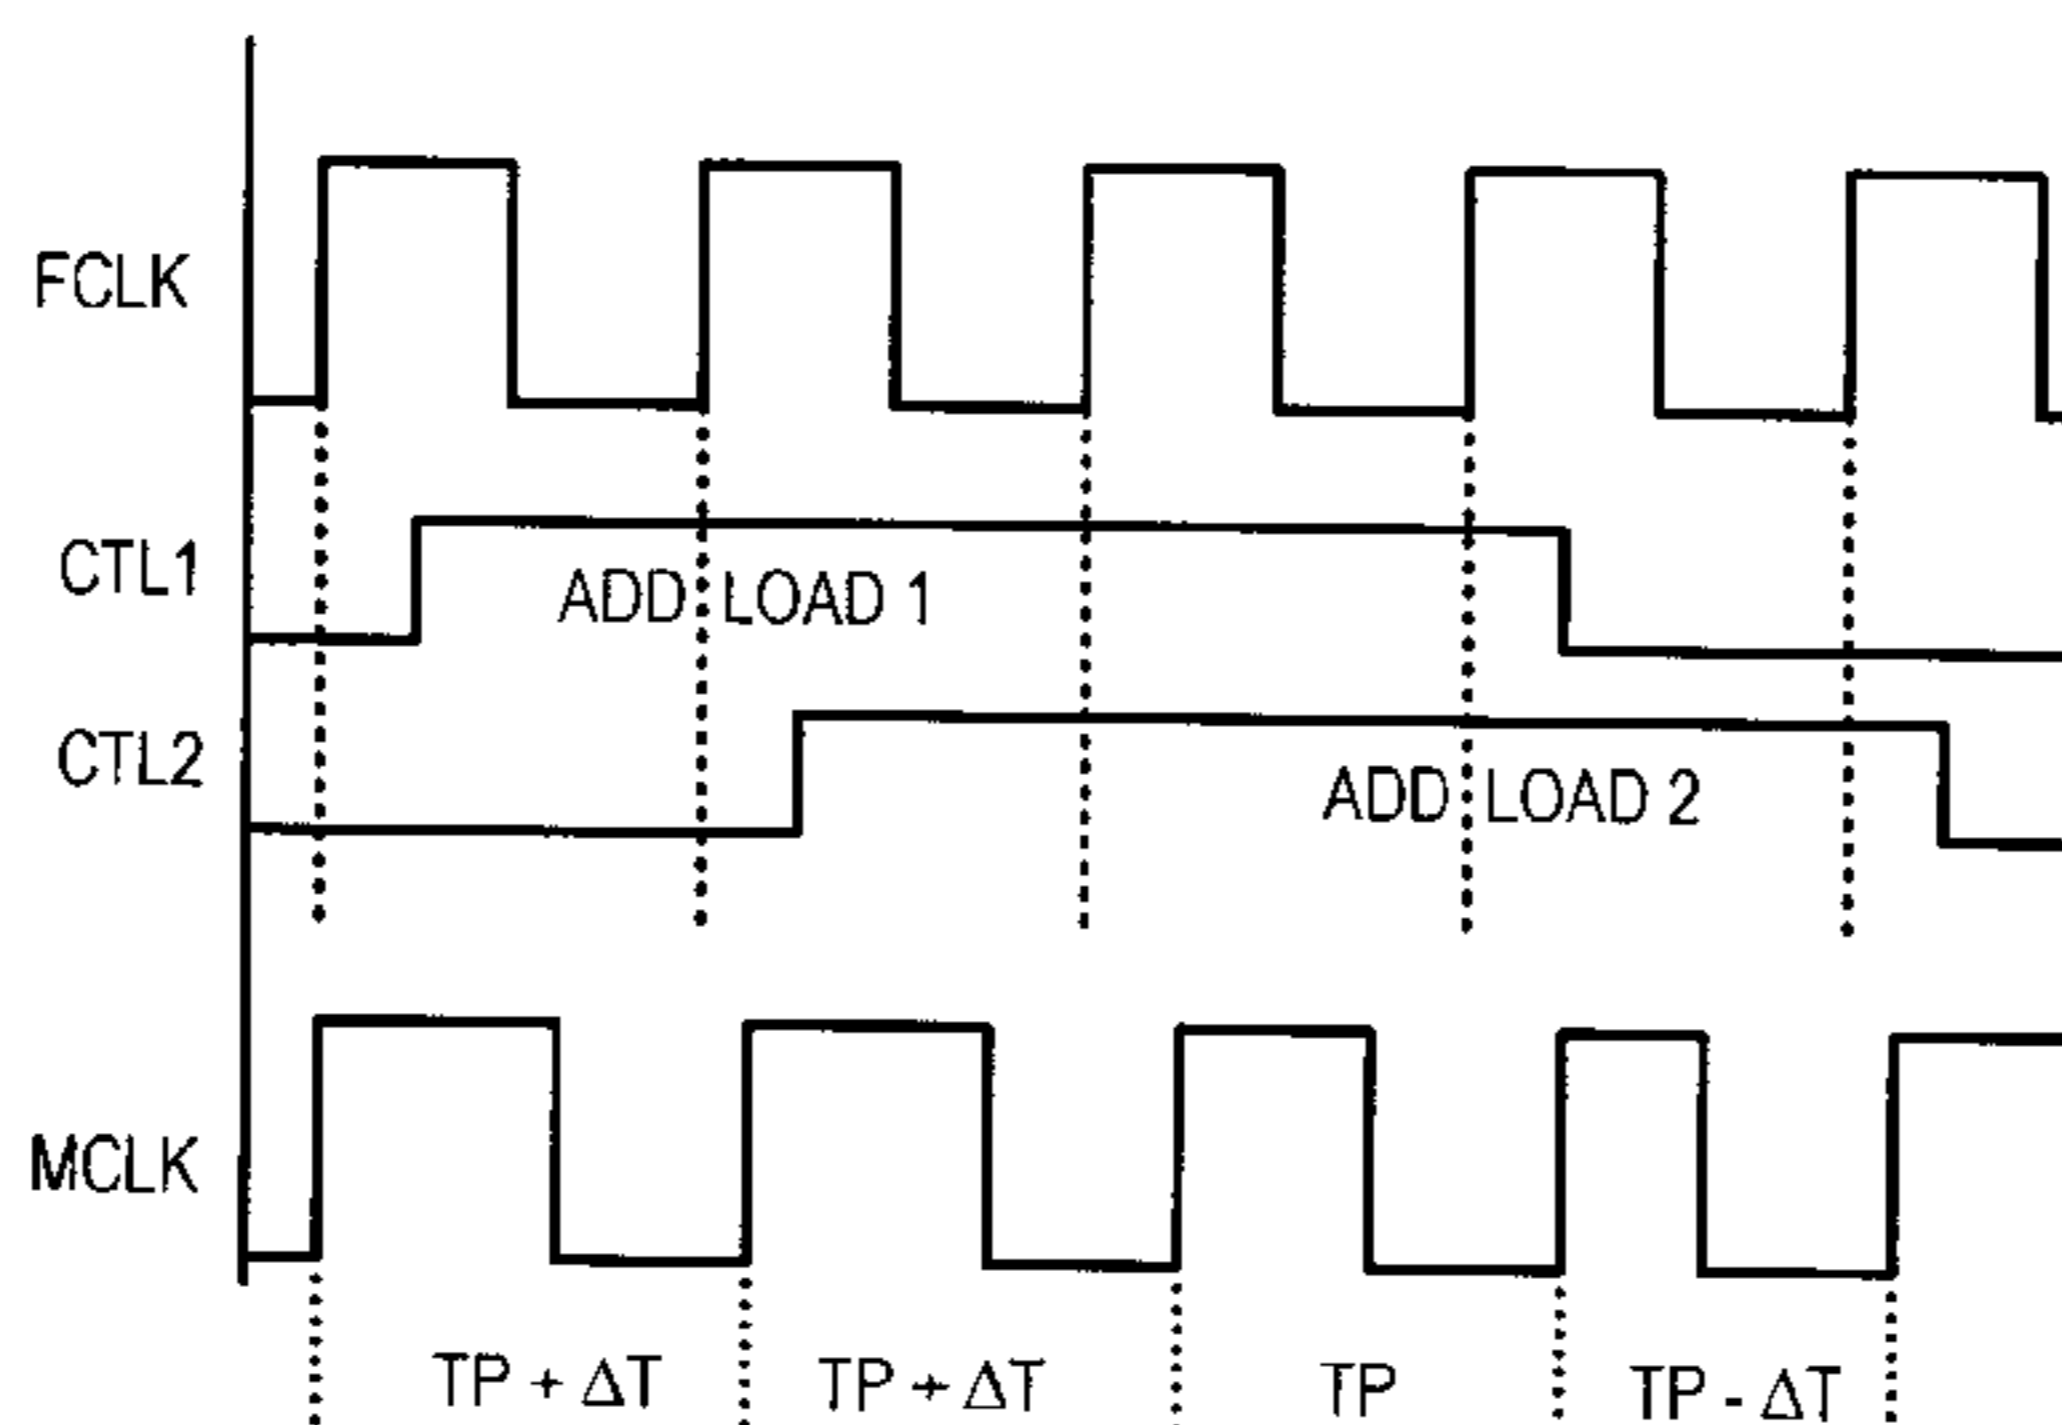 FCLK
CTL1
ADD LOAD 1
CTL2
ADD LOAD 2
MCLK
TP + ΔT
TP + ΔT
TP
TP - ΔT